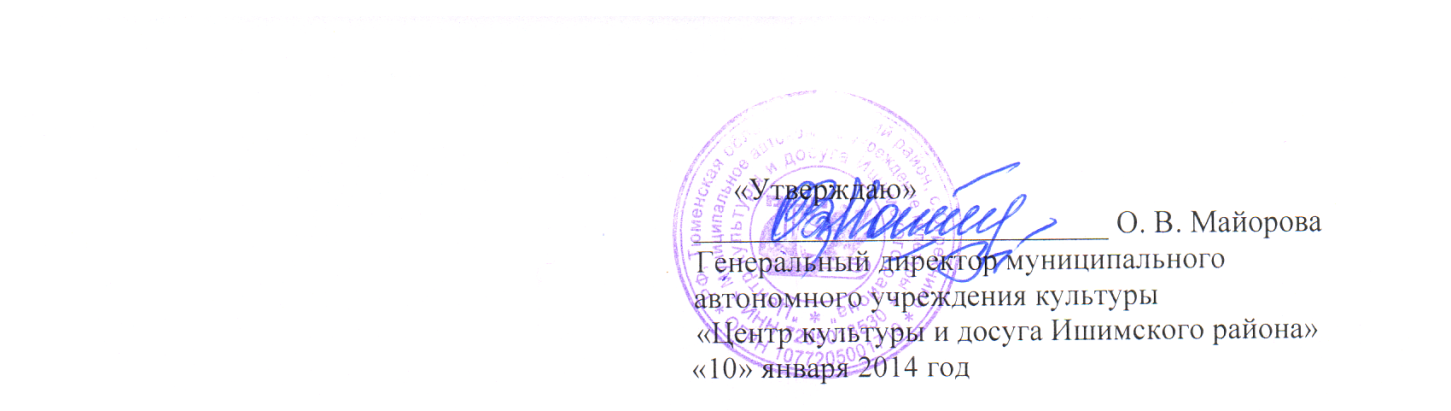 «Утверждаю»
О. В. Майорова
Генеральный директор муниципального
автономного учреждения культуры
«Центр культуры и досуга Ишимского района»
«10» января 2014 год